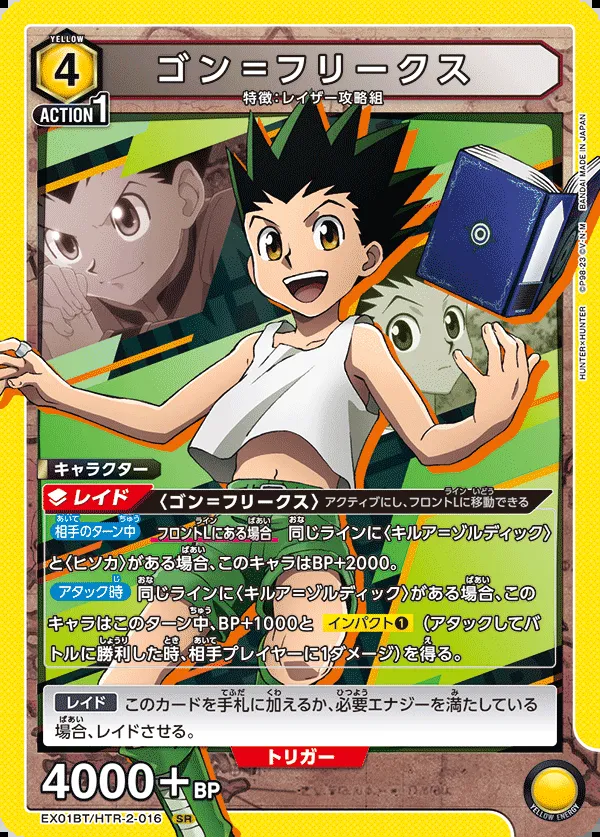 YELLOW
4
ACTION 1
ゴン=フリークス
特徴:レイザー攻略組
©P98-23 ©V・N・M BANDAI MADE IN JAPAN
HUNTER×HUNTER
キャラクター
レイド 〈ゴン=フリークス〉 アクティブにし、フロントLに移動できる
相手のターン中 フロントLにある場合 同じラインに〈キルア=ゾルディック〉
と〈ヒソカ〉がある場合、このキャラはBP+2000。
アタック時 同じラインに〈キルア=ゾルディック〉がある場合、この
キャラはこのターン中、BP+1000と インパクト❶ (アタックしてバ
トルに勝利した時、相手プレイヤーに1ダメージ)を得る。
レイド このカードを手札に加えるか、必要エナジーを満たしている
場合、レイドさせる。
トリガー
4000+BP
YELLOW ENERGY
EX01BT/HTR-2-016 SR